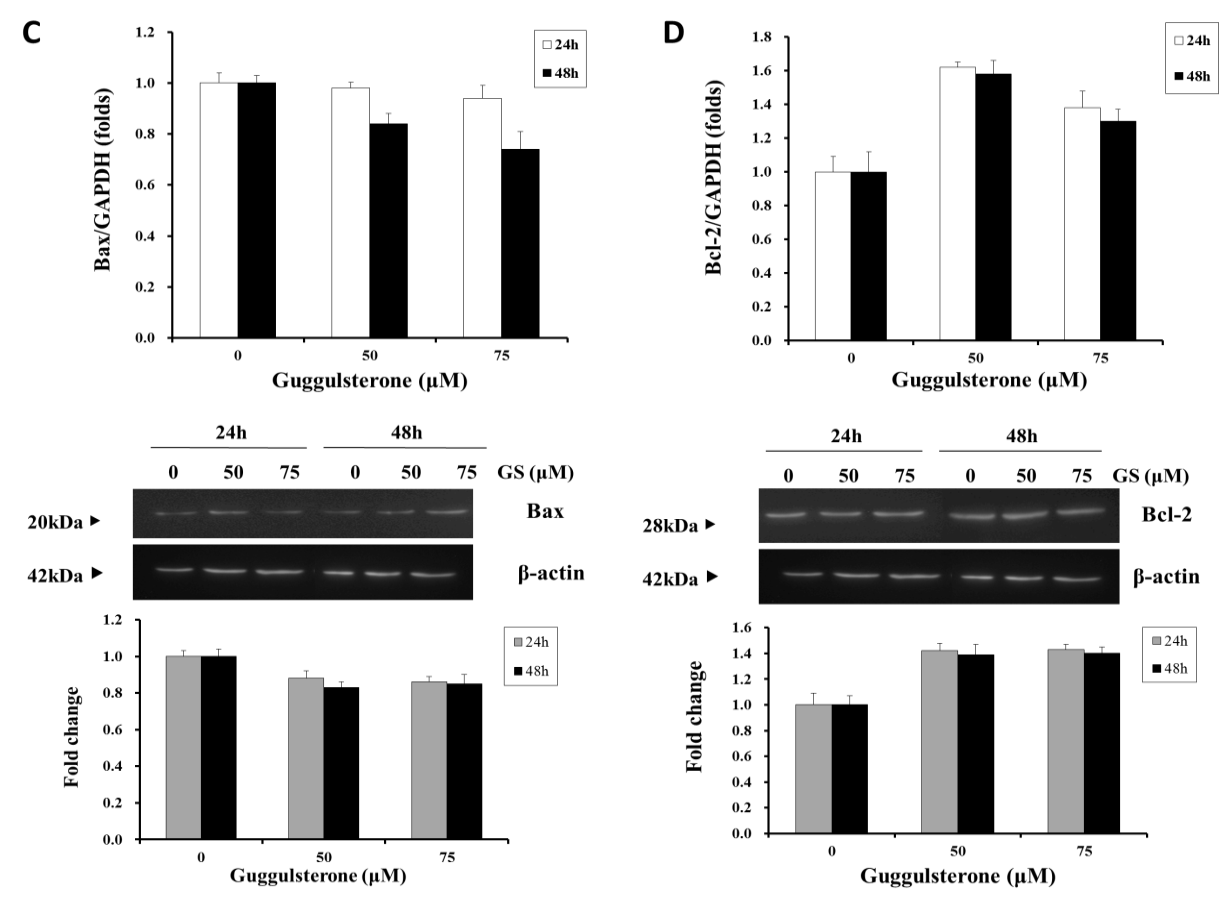 C
1.2
1.0
0.8
0.6
0.4
0.2
0.0
Bax/GAPDH (folds)
24h
48h
0 50 75
Guggulsterone (μM)
24h 48h
0 50 75 0 50 75 GS (μM)
20kDa Bax
42kDa β-actin
1.2
1.0
0.8
0.6
0.4
0.2
0.0
Fold change
24h
48h
0 50 75
Guggulsterone (μM)
D
1.8
1.6
1.4
1.2
1.0
0.8
0.6
0.4
0.2
0.0
Bcl-2/GAPDH (folds)
24h
48h
0 50 75
Guggulsterone (μM)
24h 48h
0 50 75 0 50 75 GS (μM)
28kDa Bcl-2
42kDa β-actin
1.6
1.4
1.2
1.0
0.8
0.6
0.4
0.2
0.0
Fold change
24h
48h
0 50 75
Guggulsterone (μM)